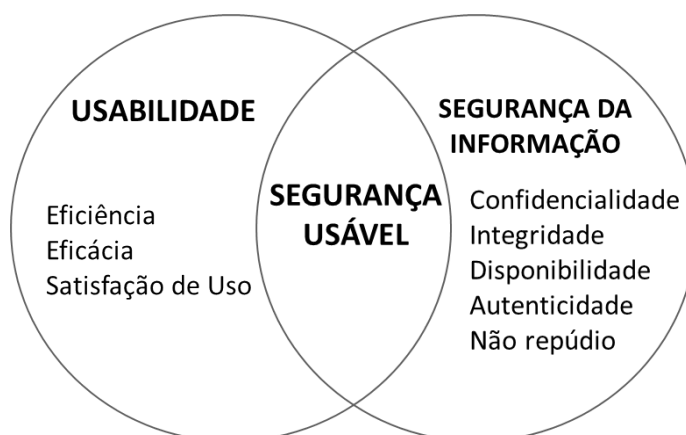 USABILIDADE
Eficiência
Eficácia
Satisfação de Uso
SEGURANÇA
USÁVEL
SEGURANÇA DA
INFORMAÇÃO
Confidencialidade
Integridade
Disponibilidade
Autenticidade
Não repúdio